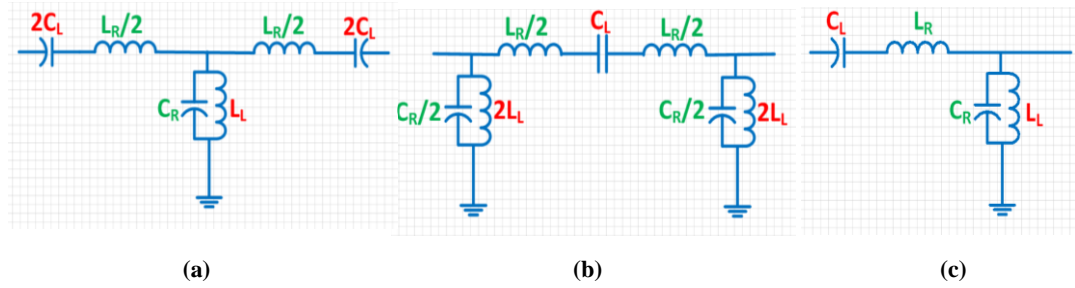 2CL LR/2 LR/2 2CL
CR LL
LR/2 CL LR/2
CR/2 2LL CR/2 2LL
CL LR
CR LL
(a) (b) (c)